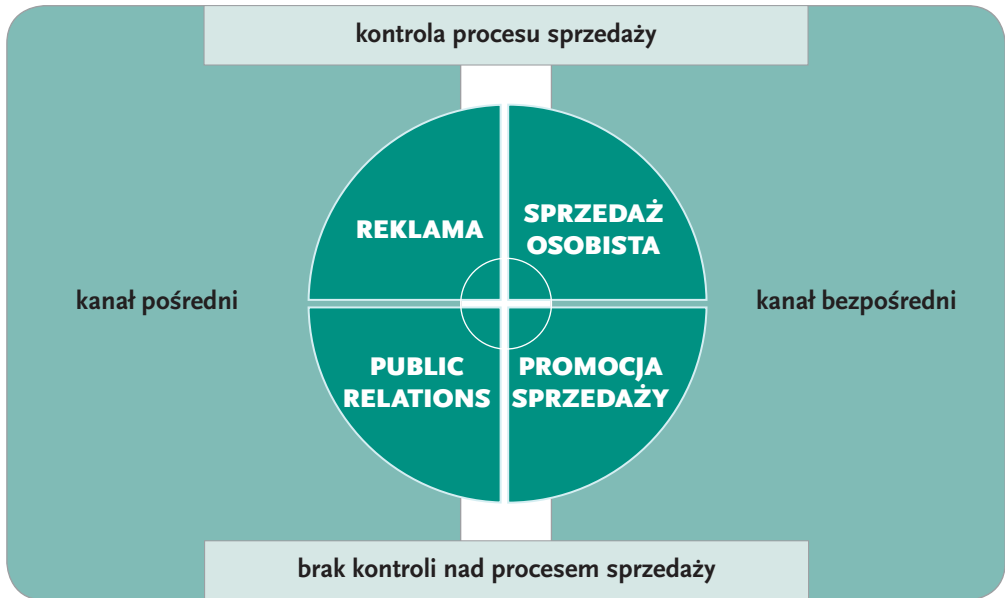 kontrola procesu sprzedaży
REKLAMA
SPRZEDAŻ
OSOBISTA
kanał pośredni
kanał bezpośredni
PUBLIC
RELATIONS
PROMOCJA
SPRZEDAŻY
brak kontroli nad procesem sprzedaży